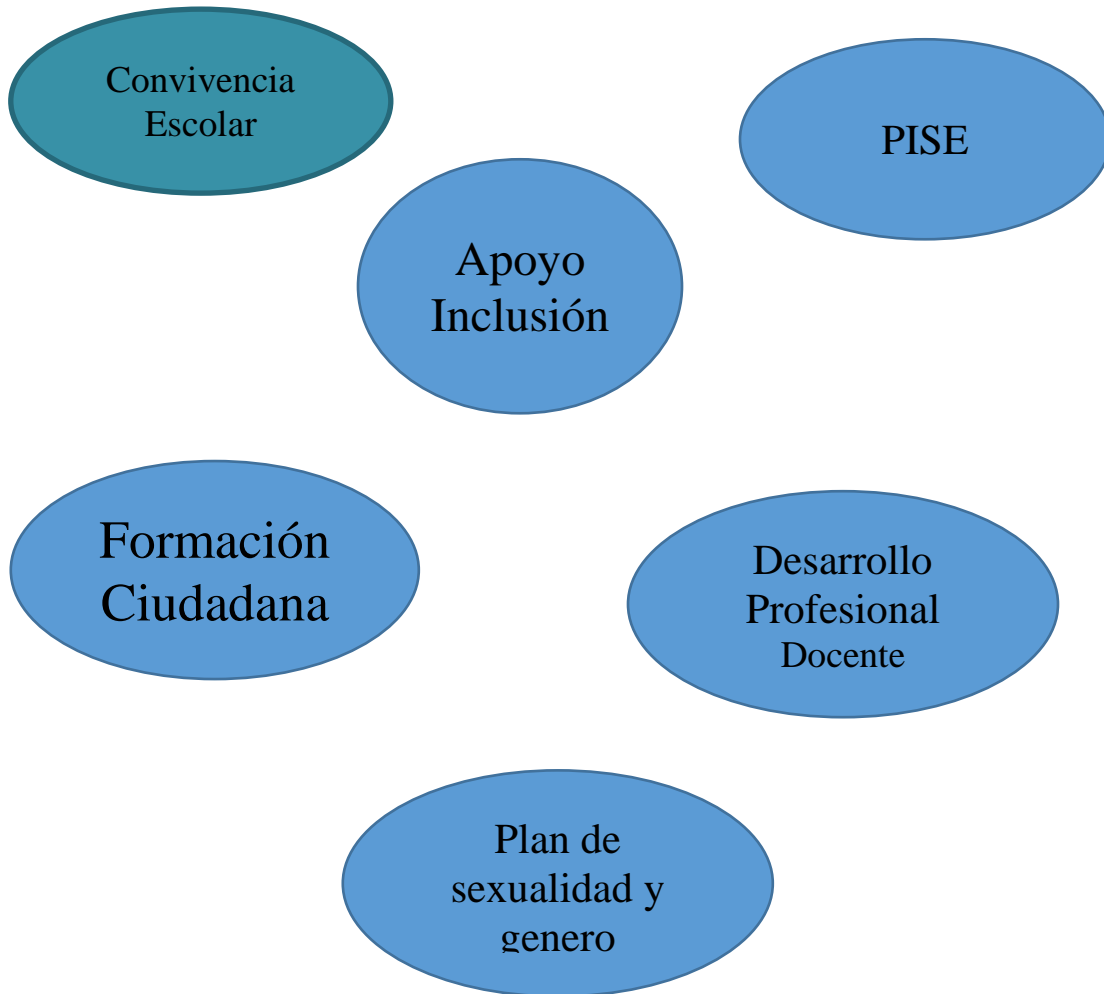 Convivencia
Escolar
PISE
Apoyo
Inclusión
Formación
Ciudadana
Desarrollo
Profesional
Docente
Plan de
sexualidad y
genero